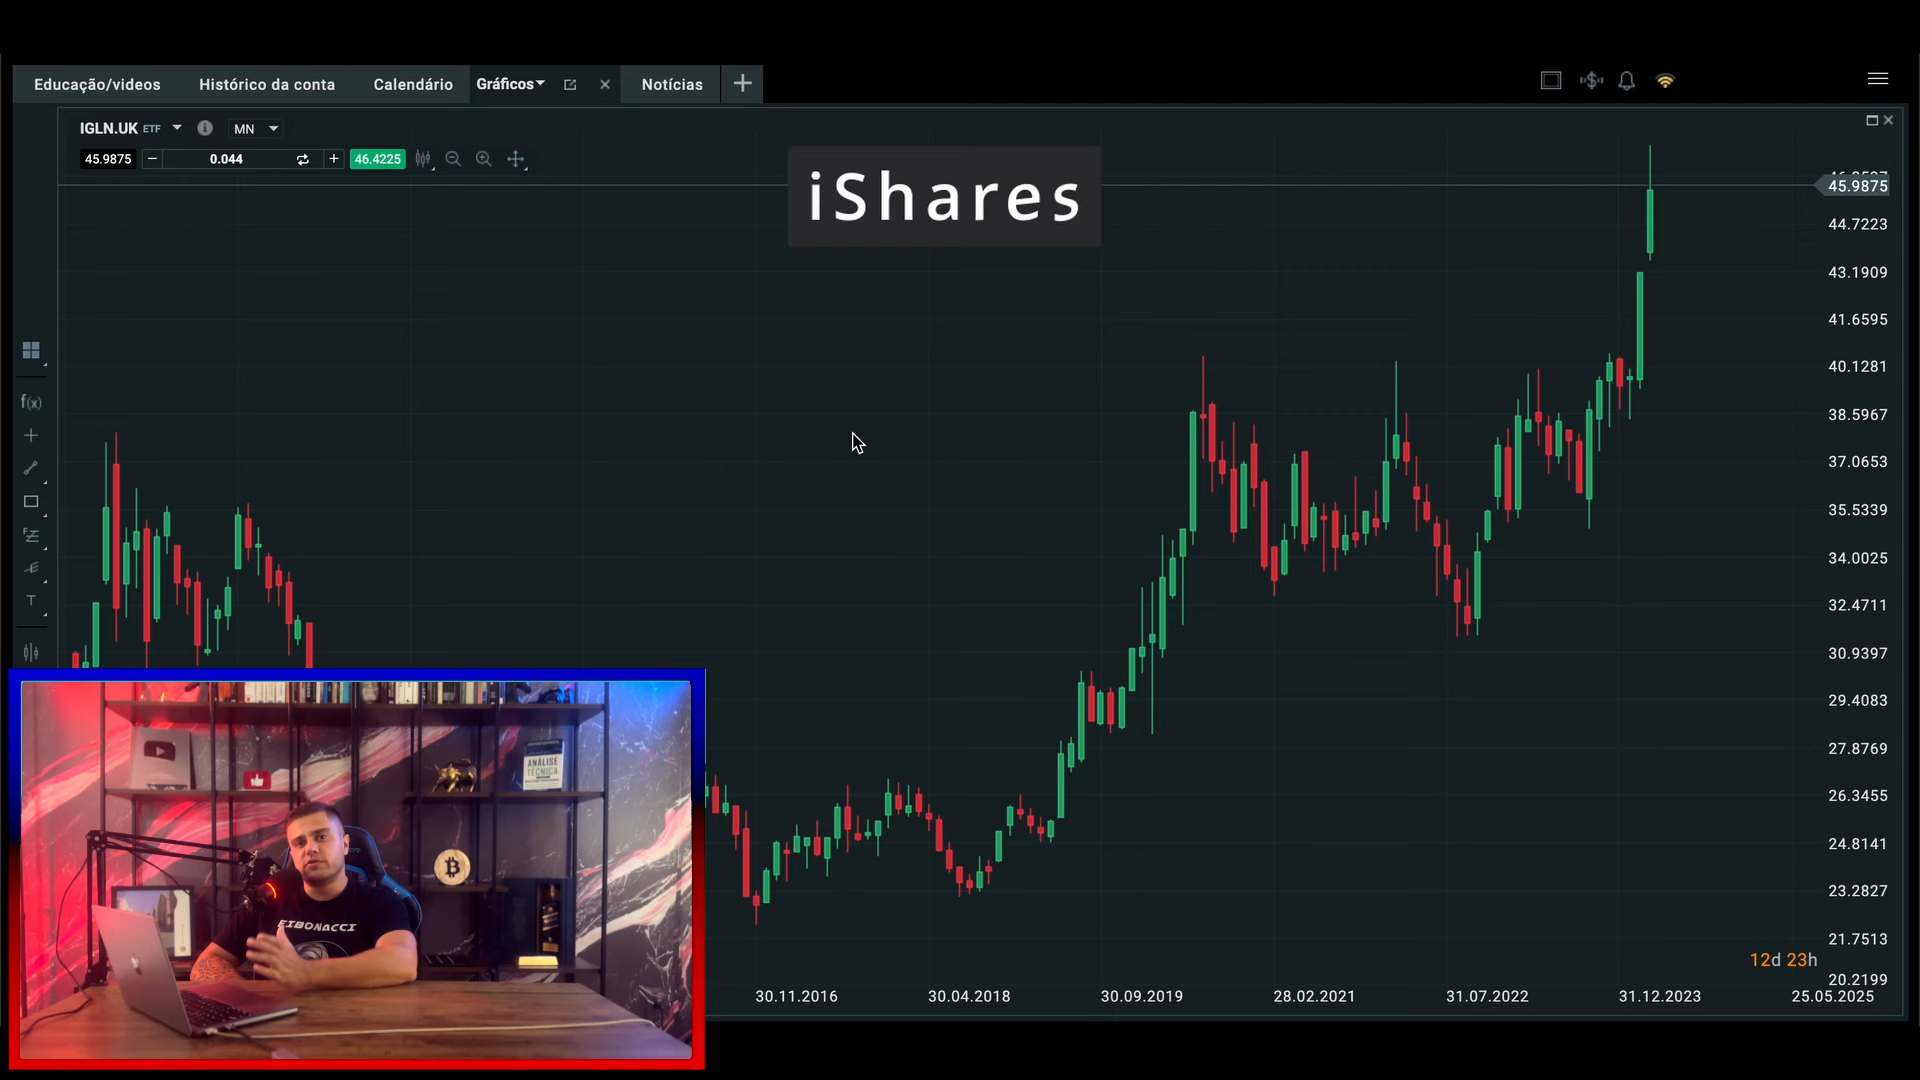 Educação/videos Histórico da conta Calendário Gráficos Notícias
IGLN.UK ETF MN
45.9875 0.044 46.4225
iShares
45.9875
44.7223
43.1909
41.6595
40.1281
38.5967
37.0653
35.5339
34.0025
32.4711
30.9397
29.4083
27.8769
26.3455
24.8141
23.2827
21.7513
20.2199
f(x)
T
ANÁLISE
TÉCNICA
FIBONACCI
12d 23h
30.11.2016 30.04.2018 30.09.2019 28.02.2021 31.07.2022 31.12.2023 25.05.2025